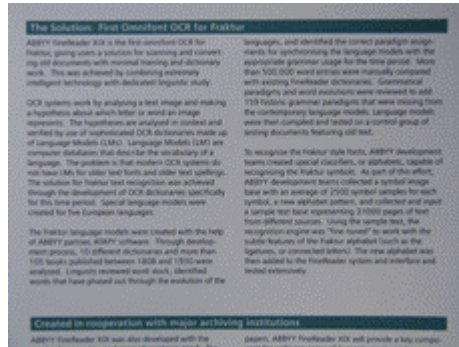 The Solution: First Omnifont OCR for Fraktur
ABBYY FineReader XIX is the first omnifont OCR for
Fraktur, giving users a solution for scanning and convert-
ing old documents with minimal training and dictionary
work. This was achieved by combining extremely
intelligent technology with dedicated linguistic study.
OCR systems work by analysing a text image and making
a hypothesis about which letter or word an image
represents. The hypotheses are analysed in context and
verified by use of sophisticated OCR dictionaries made up
of Language Models (LMs). Language Models (LM) are
computer databases that describe the vocabulary of a
language. The problem is that modern OCR systems do
not have LMs for older text fonts and older text spellings.
The solution for Fraktur text recognition was achieved
through the development of OCR dictionaries specifically
for this time period. Special language models were
created for five European languages.
The Fraktur language models were created with the help
of ABBYY partner, software. Through develop-
ment process, 10 different dictionaries and more than
105 books published between 1808 and 1930 were
analysed. Linguists reviewed word stock, identified
words that have phased out through the evolution of the
languages, and identified the correct paradigm assign-
ments for synchronising the language models with the
appropriate grammar usage for the time period. More
than 500,000 word entries were manually compared
with existing FineReader dictionaries. Grammatical
paradigms and word evolutions were reviewed to add
159 historic grammar paradigms that were missing from
the contemporary language models. Language models
were then compiled and tested on a control group of
testing documents featuring old text.
To recognise the Fraktur style fonts, ABBYY development
teams created special classifiers, or alphabets, capable of
recognising the Fraktur symbols. As part of this effort,
ABBYY development teams collected a symbol image
base with an average of 2500 symbol samples for each
symbol, a new alphabet pattern, and collected and input
a sample text base representing 31000 pages of text
from different sources. Using the sample text, the
recognition engine was "fine tuned" to work with the
subtle features of the Fraktur alphabet (such as the
ligatures, or connected letters). The new alphabet was
then added to the FineReader system and interface and
tested extensively.
Created in cooperation with major archiving institutions
ABBYY FineReader XIX was also developed with the
papers. ABBYY FineReader XIX will provide a key compo-